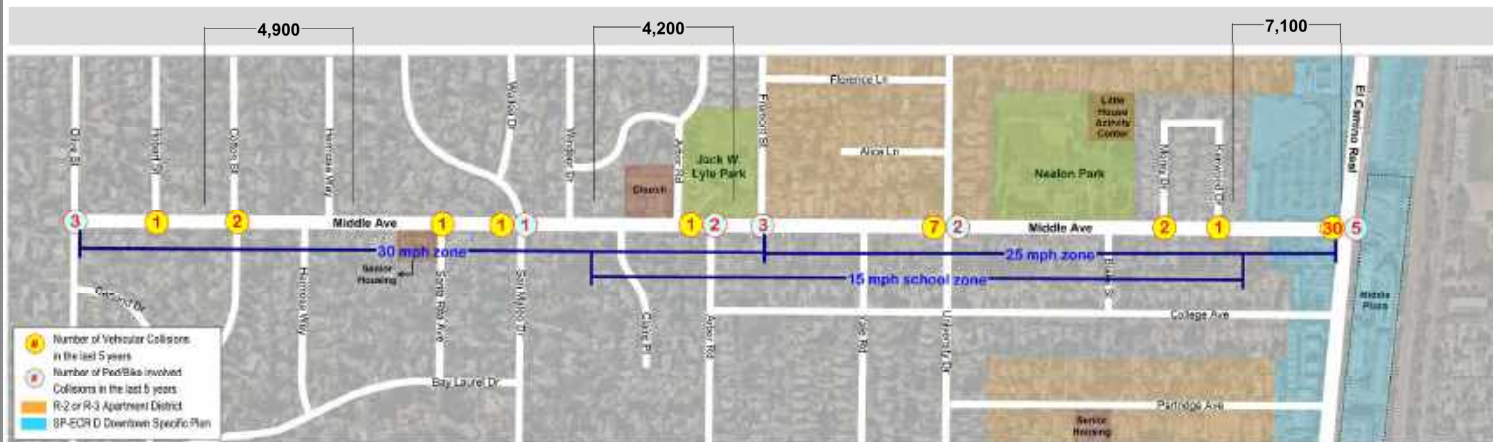 4,900
4,200
7,100
Olive St
Hobart St
Cotton St
Hermosa Way
Wallea Dr
Windsor Dr
Arbor Rd
Fremont St
Florence Ln
Alice Ln
Little
House
Activity
Center
Morey Dr
Kenwood Dr
El Camino Real
Church
Jack W
Lyle Park
Nealon Park
3
1
2
Middle Ave
1
1
1
1
2
3
7
2
Middle Ave
2
1
30
5
30 mph zone
25 mph zone
15 mph school zone
Senior
Housing
Hermosa Way
San Mateo Dr
Claire Pl
Arbor Rd
Yale Rd
University Dr
Blake St
College Ave
Middle
Plaza
Bay Laurel Dr
Partridge Ave
Senior
Housing
# Number of Vehicular Collisions
in the last 5 years
# Number of Ped/Bike involved
Collisions in the last 5 years
R-2 or R-3 Apartment District
SP-ECR D Downtown Specific Plan